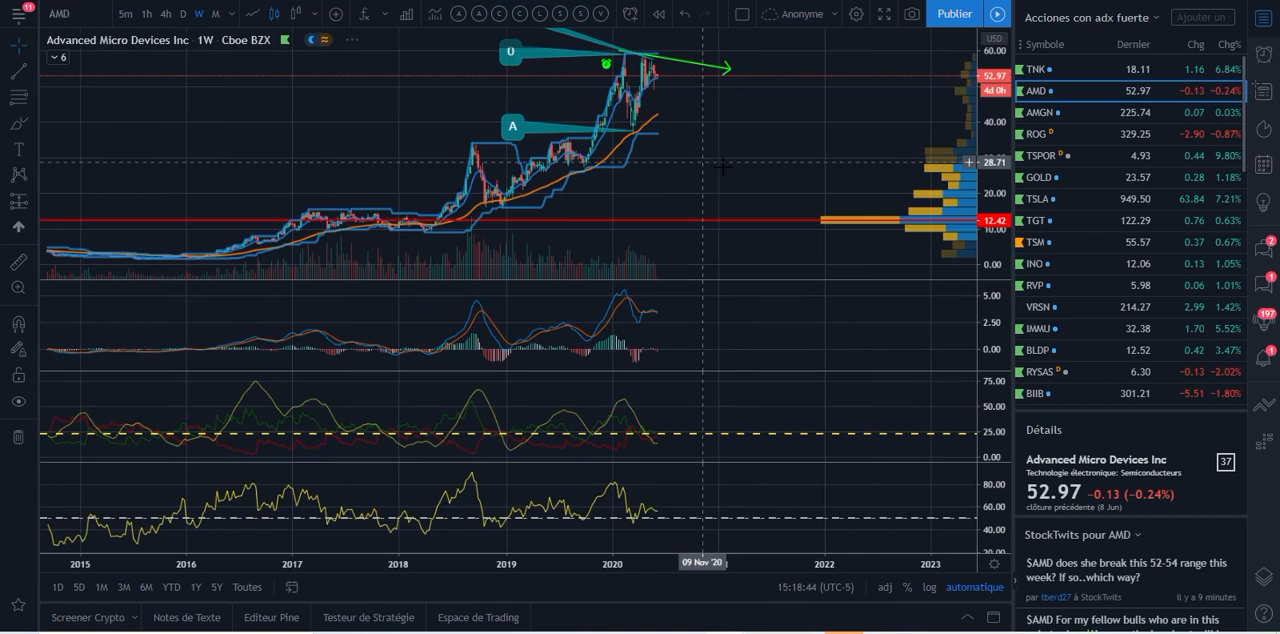 11
AMD
5m 1h 4h D W M
Anonyme
Publier
Advanced Micro Devices Inc · 1W · Cboe BZX
6
0
A
USD
60.00
52.97
4d 0h
40.00
28.71
20.00
12.42
10.00
0.00
5.00
2.50
0.00
75.00
50.00
25.00
0.00
80.00
60.00
40.00
20.00
2015 2016 2017 2018 2019 2020 09 Nov '20 2022 2023
1D 5D 1M 3M 6M YTD 1Y 5Y Toutes
15:18:44 (UTC-5) adj % log automatique
Screener Crypto Notes de Texte Editeur Pine Testeur de Stratégie Espace de Trading
Acciones con adx fuerte
Ajouter un
Symbole Dernier Chg Chg%
TNK 18.11 1.16 6.84%
AMD 52.97 −0.13 −0.24%
AMGN 225.74 0.07 0.03%
ROG D 329.25 −2.90 −0.87%
TSPOR D 4.93 0.44 9.80%
GOLD 23.57 0.28 1.18%
TSLA 949.50 63.84 7.21%
TGT 122.29 0.76 0.63%
TSM 55.57 0.37 0.67%
INO 12.06 0.13 1.05%
RVP 5.98 0.06 1.01%
VRSN 214.27 2.99 1.42%
IMMU 32.38 1.70 5.52%
BLDP 12.52 0.42 3.47%
RYSAS D 6.30 −0.13 −2.02%
BIIB 301.21 −5.51 −1.80%
Détails
Advanced Micro Devices Inc
37
Technologie électronique: Semiconducteurs
52.97 −0.13 (−0.24%)
clôture précédente (8 Jun)
StockTwits pour AMD
$AMD does she break this 52-54 range this
week? If so..which way?
par tberd27 à StockTwits il y a 9 minutes
$AMD For my fellow bulls who are in this
2
1
197
1